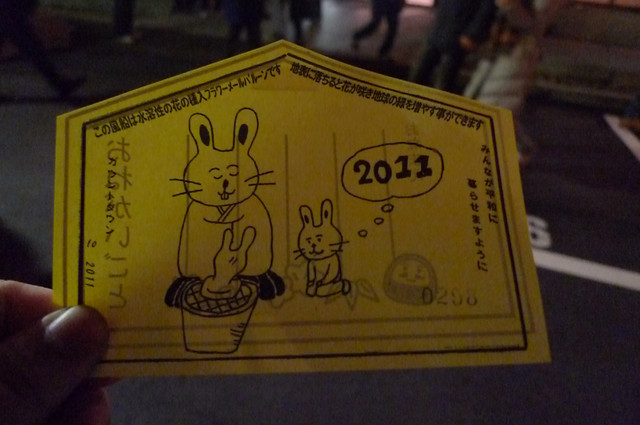 この風船は水溶性の花の種入フラワーメールバルーンです
地表に落ちると花が咲き地球の緑を増やす事ができます
みんなが平和に
暮らせますように
2011
© 2011
0298